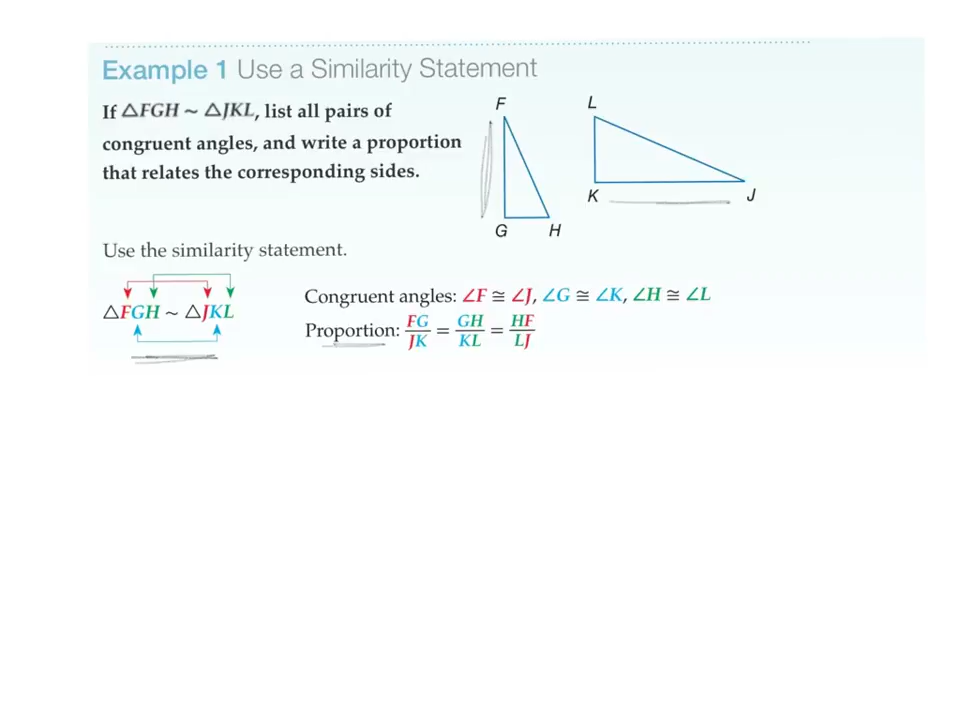 Example 1 Use a Similarity Statement
If △FGH ~ △JKL, list all pairs of
congruent angles, and write a proportion
that relates the corresponding sides.
F
L
K
J
G
H
Use the similarity statement.
△FGH ~ △JKL
Congruent angles: ∠F ≅ ∠J, ∠G ≅ ∠K, ∠H ≅ ∠L
Proportion: FG/JK = GH/KL = HF/LJ